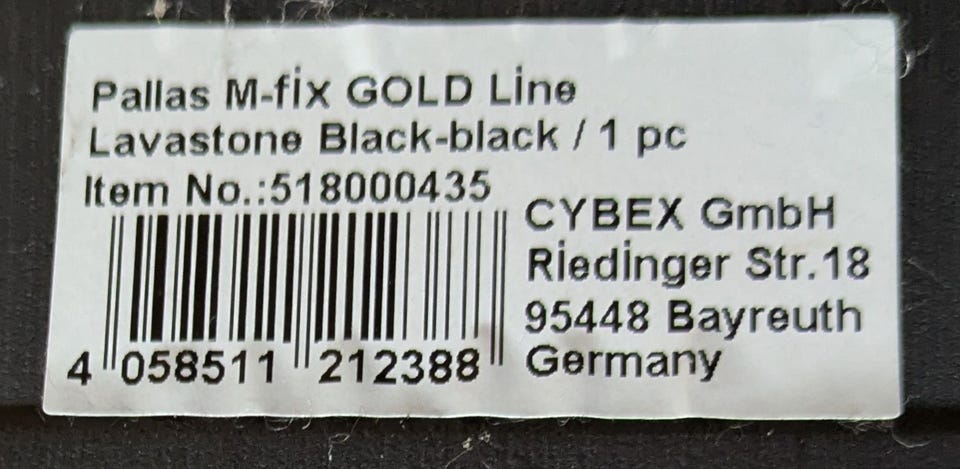 Pallas M-fix GOLD Line
Lavastone Black-black / 1 pc
Item No.:518000435
4 058511 212388
CYBEX GmbH
Riedinger Str.18
95448 Bayreuth
Germany